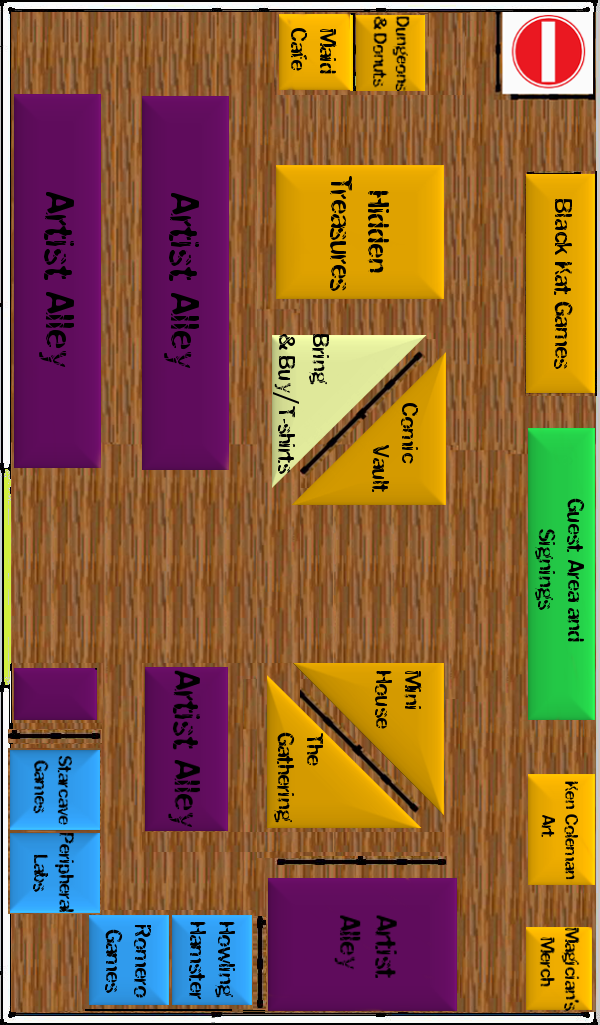 Black Kat Games
Guest Area and
Signings
Ken Coleman
Art
Magician's
Merch
Dungeons
& Donuts
Maid
Cafe
Hidden
Treasures
Comic
Vault
Bring
& Buy/T-shirts
Mini
House
The
Gathering
Artist
Alley
Artist Alley
Artist Alley
Howling
Hamster
Romero
Games
Artist Alley
Starcave
Games
Peripheral
Labs